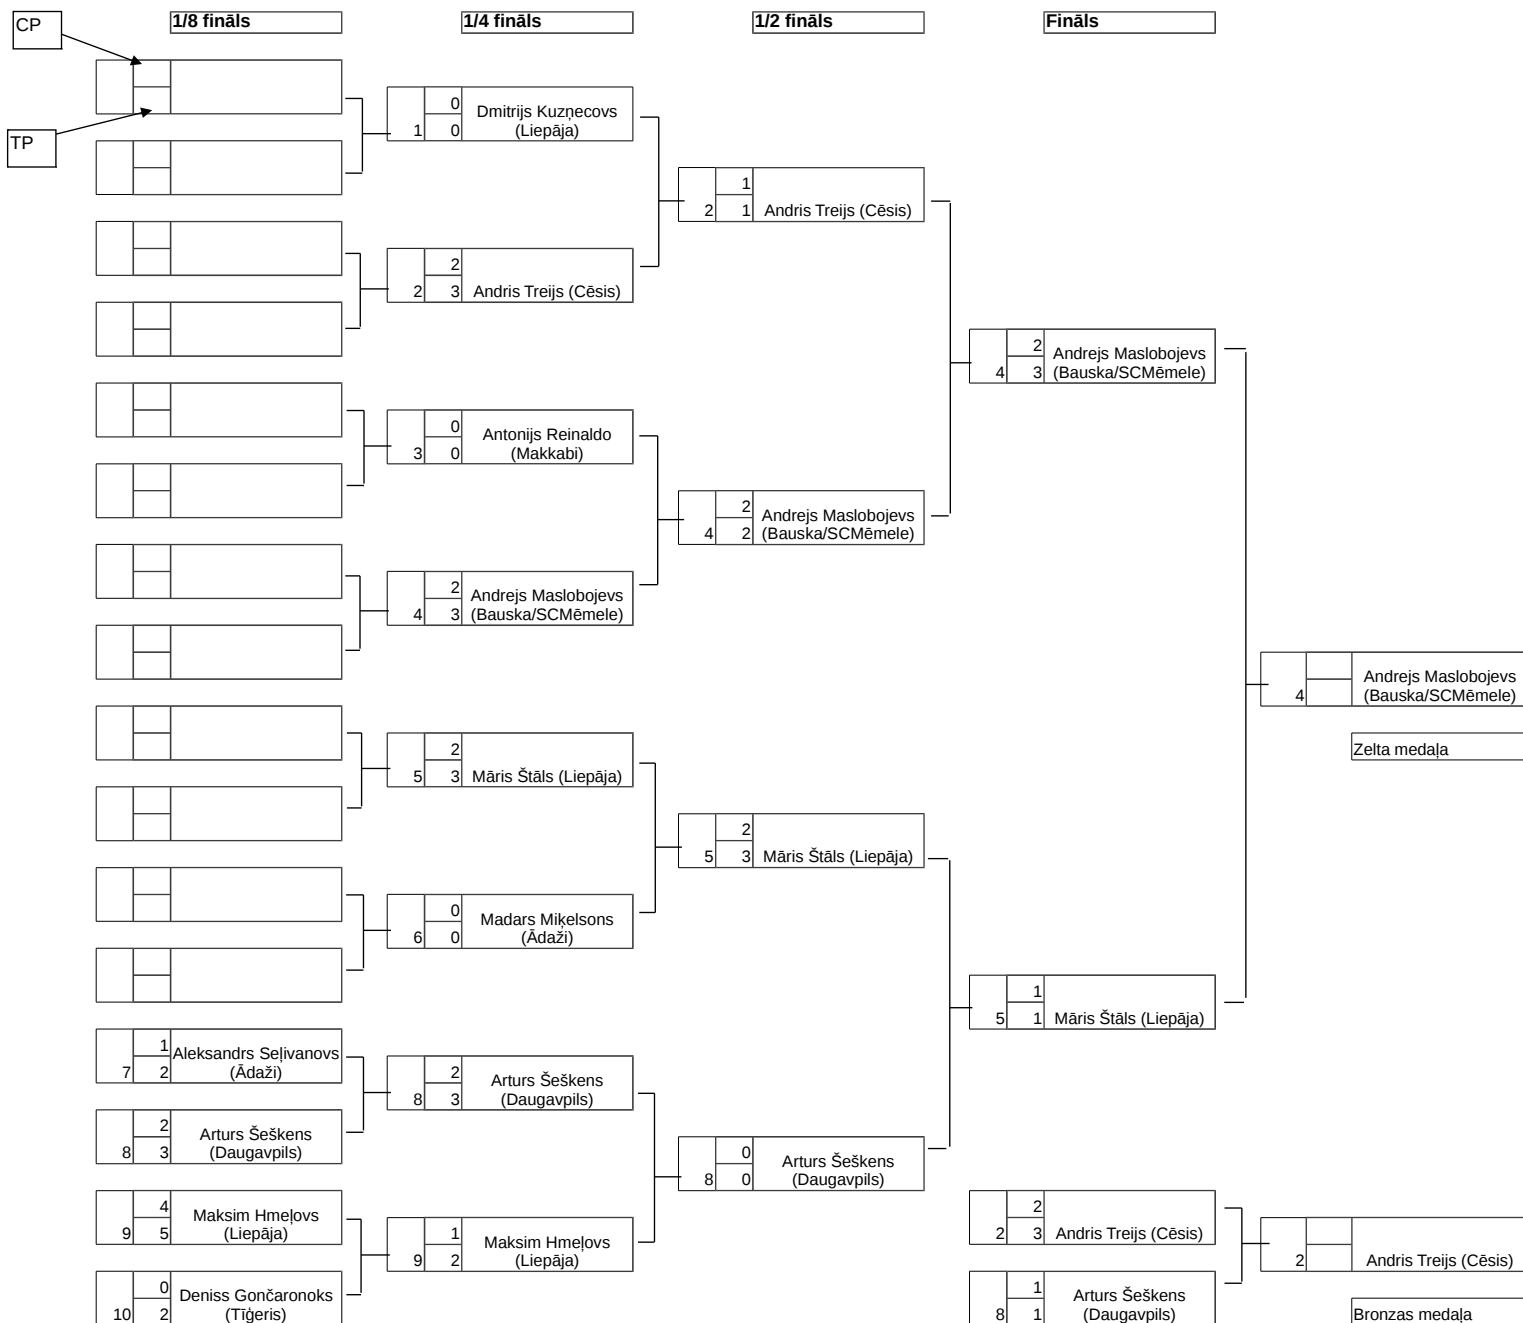 CP
TP
1/8 fināls
1/4 fināls
1/2 fināls
Fināls
0
1 0
Dmitrijs Kuzņecovs
(Liepāja)
1
2 1 Andris Treijs (Cēsis)
2
2 3 Andris Treijs (Cēsis)
2
4 3
Andrejs Maslobojevs
(Bauska/SCMēmele)
0
3 0
Antonijs Reinaldo
(Makkabi)
2
4 2
Andrejs Maslobojevs
(Bauska/SCMēmele)
2
4 3
Andrejs Maslobojevs
(Bauska/SCMēmele)
4
Andrejs Maslobojevs
(Bauska/SCMēmele)
Zelta medaļa
2
5 3 Māris Štāls (Liepāja)
2
5 3 Māris Štāls (Liepāja)
0
6 0
Madars Miķelsons
(Ādaži)
1
5 1 Māris Štāls (Liepāja)
1
7 2
Aleksandrs Seļivanovs
(Ādaži)
2
8 3
Arturs Šeškens
(Daugavpils)
2
8 3
Arturs Šeškens
(Daugavpils)
0
8 0
Arturs Šeškens
(Daugavpils)
4
9 5
Maksim Hmeļovs
(Liepāja)
1
9 2
Maksim Hmeļovs
(Liepāja)
0
10 2
Deniss Gončaronoks
(Tīģeris)
2
2 3 Andris Treijs (Cēsis)
2 Andris Treijs (Cēsis)
1
8 1
Arturs Šeškens
(Daugavpils)
Bronzas medaļa